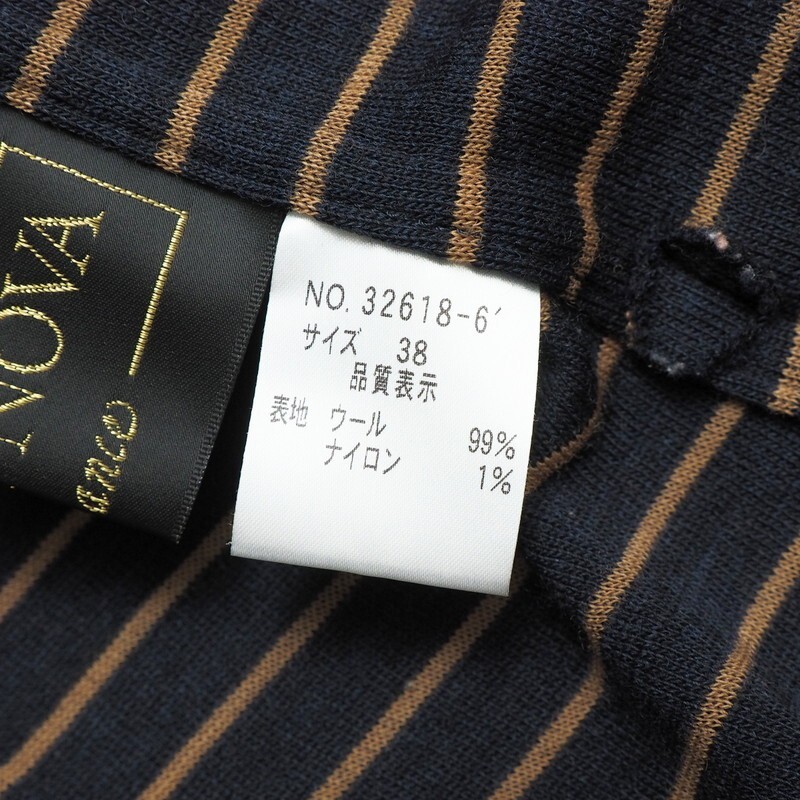 NOVA
NO. 32618-6′
サイズ 38
品質表示
表地 ウール 99%
ナイロン 1%